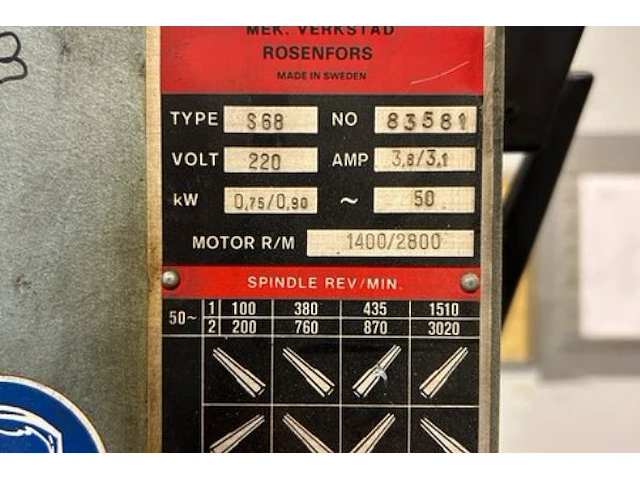 MEK. VERKSTAD
ROSENFORS
MADE IN SWEDEN
TYPE S68 NO 83581
VOLT 220 AMP 3,8/3,1
kW 0,75/0,90 ~ 50
MOTOR R/M 1400/2800
SPINDLE REV/MIN.
50~ 1 100 380 435 1510
2 200 760 870 3020